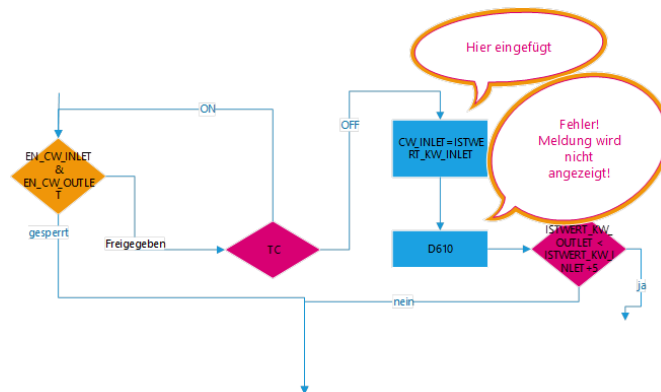 Hier eingefügt
ON
OFF
Fehler!
Meldung wird
nicht
angezeigt!
EN_CW_INLET
&
EN_CW_OUTLE
T
CW_INLET=ISTWE
RT_KW_INLET
gesperrt
Freigegeben
TC
D610
ISTWERT_KW_
OUTLET <
ISTWERT_KW_I
NLET+5
nein
ja